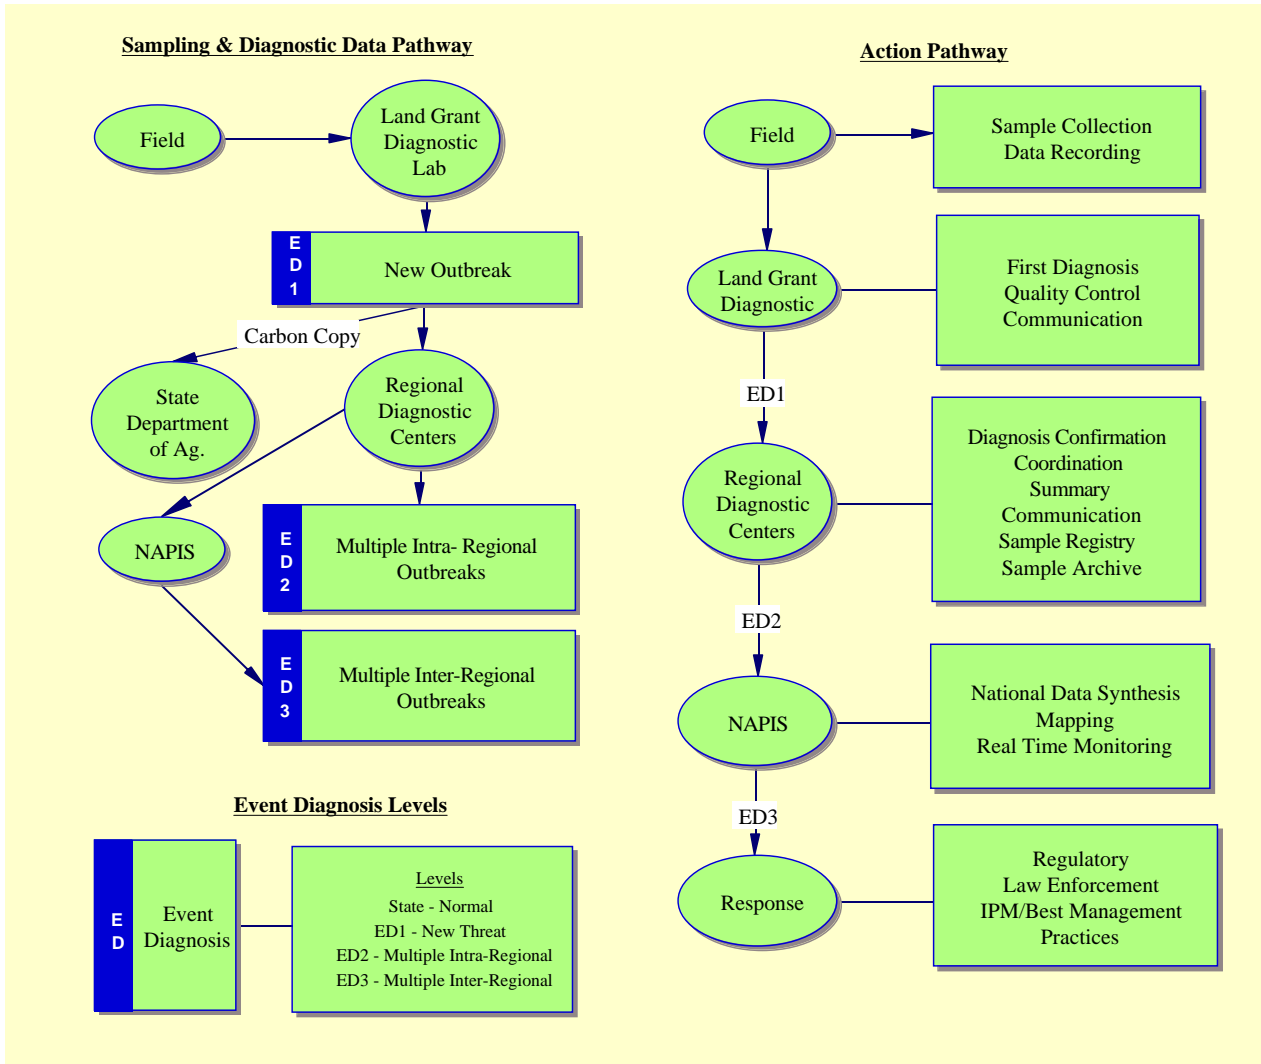 Sampling & Diagnostic Data Pathway
Field
Land Grant
Diagnostic
Lab
E
D
1
New Outbreak
Carbon Copy
State
Department
of Ag.
Regional
Diagnostic
Centers
NAPIS
E
D
2
Multiple Intra- Regional
Outbreaks
E
D
3
Multiple Inter-Regional
Outbreaks
Event Diagnosis Levels
E
D
Event
Diagnosis
Levels
State - Normal
ED1 - New Threat
ED2 - Multiple Intra-Regional
ED3 - Multiple Inter-Regional
Action Pathway
Field
Sample Collection
Data Recording
Land Grant
Diagnostic
First Diagnosis
Quality Control
Communication
ED1
Regional
Diagnostic
Centers
Diagnosis Confirmation
Coordination
Summary
Communication
Sample Registry
Sample Archive
ED2
NAPIS
National Data Synthesis
Mapping
Real Time Monitoring
ED3
Response
Regulatory
Law Enforcement
IPM/Best Management
Practices